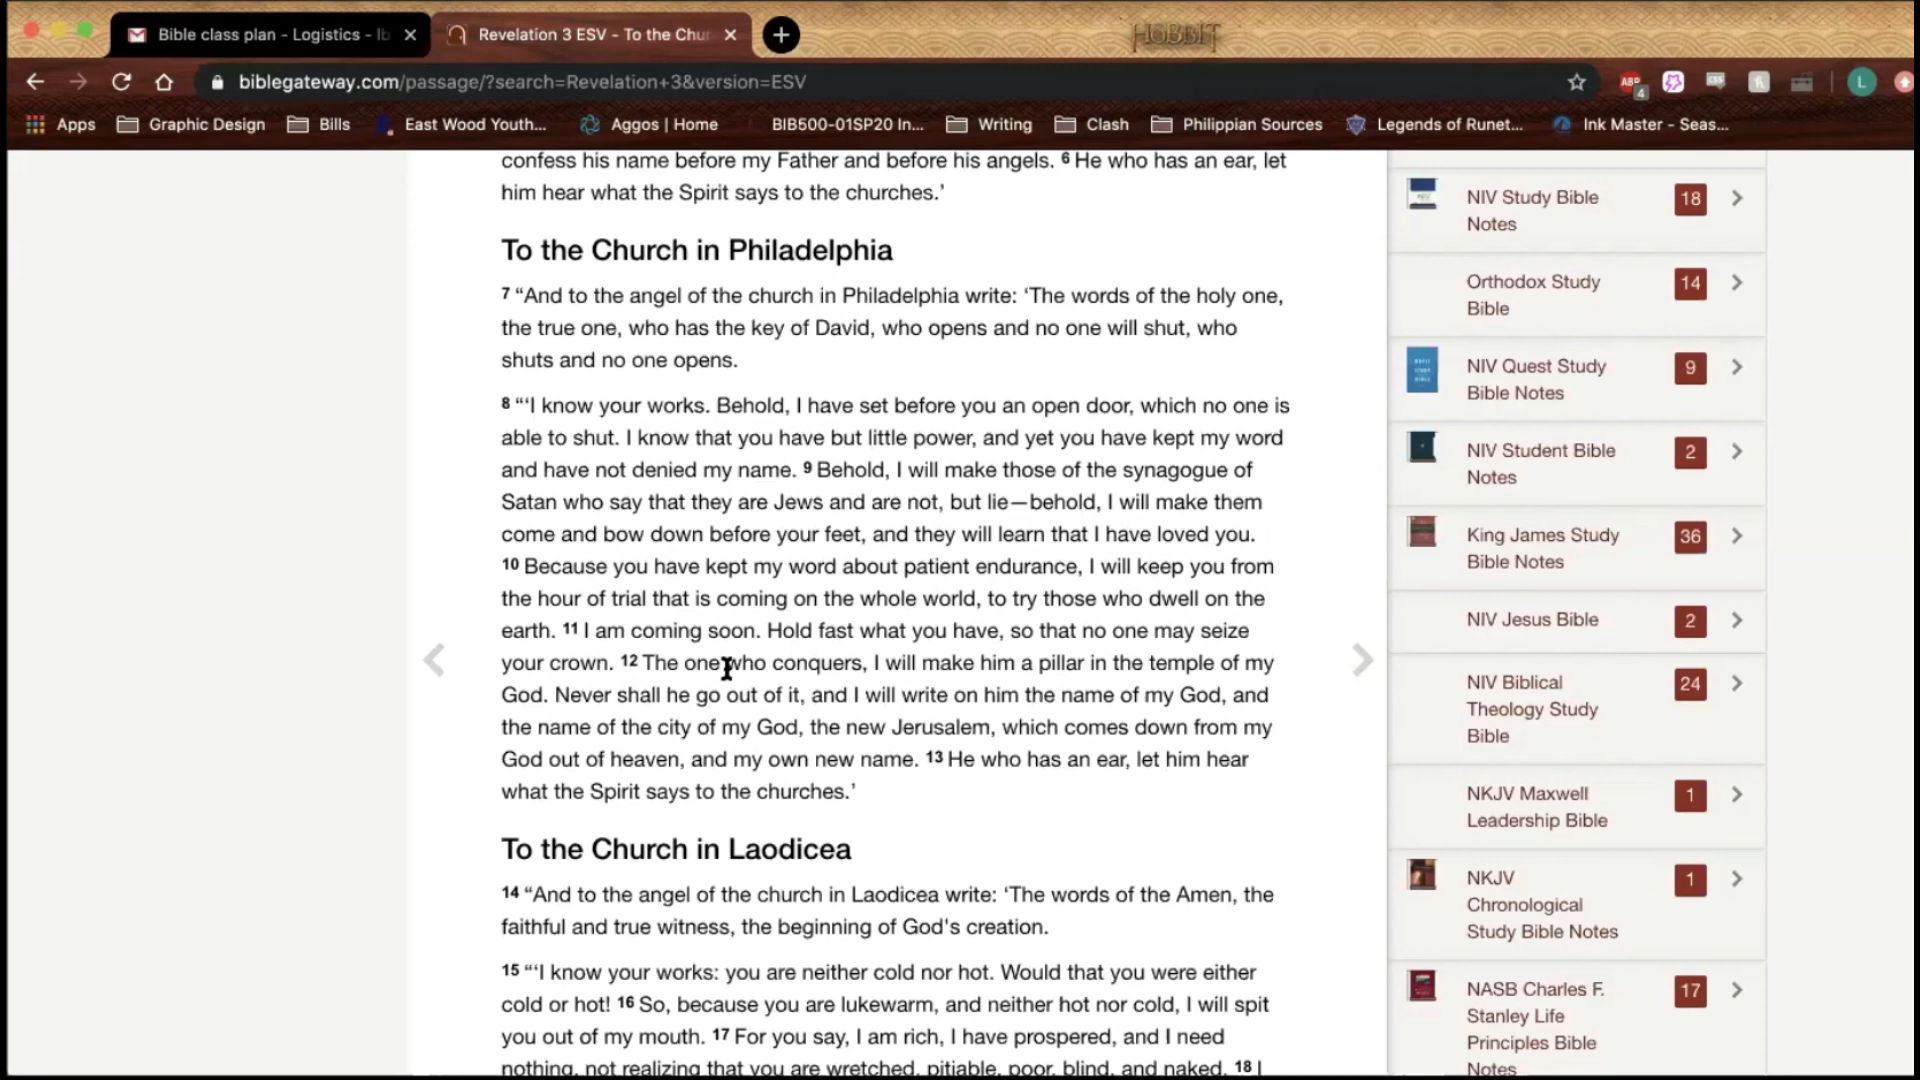 HOBBIT
Bible class plan - Logistics - Ib
Revelation 3 ESV - To the Chur
biblegateway.com/passage/?search=Revelation+3&version=ESV
ABP
4
CSS
L
Apps
Graphic Design
Bills
East Wood Youth...
Aggos | Home
BIB500-01SP20 In...
Writing
Clash
Philippian Sources
Legends of Runet...
Ink Master - Seas...
confess his name before my Father and before his angels. 6 He who has an ear, let
him hear what the Spirit says to the churches.’
To the Church in Philadelphia
7 “And to the angel of the church in Philadelphia write: ‘The words of the holy one,
the true one, who has the key of David, who opens and no one will shut, who
shuts and no one opens.
8 “‘I know your works. Behold, I have set before you an open door, which no one is
able to shut. I know that you have but little power, and yet you have kept my word
and have not denied my name. 9 Behold, I will make those of the synagogue of
Satan who say that they are Jews and are not, but lie—behold, I will make them
come and bow down before your feet, and they will learn that I have loved you.
10 Because you have kept my word about patient endurance, I will keep you from
the hour of trial that is coming on the whole world, to try those who dwell on the
earth. 11 I am coming soon. Hold fast what you have, so that no one may seize
your crown. 12 The one who conquers, I will make him a pillar in the temple of my
God. Never shall he go out of it, and I will write on him the name of my God, and
the name of the city of my God, the new Jerusalem, which comes down from my
God out of heaven, and my own new name. 13 He who has an ear, let him hear
what the Spirit says to the churches.’
To the Church in Laodicea
14 “And to the angel of the church in Laodicea write: ‘The words of the Amen, the
faithful and true witness, the beginning of God's creation.
15 “‘I know your works: you are neither cold nor hot. Would that you were either
cold or hot! 16 So, because you are lukewarm, and neither hot nor cold, I will spit
you out of my mouth. 17 For you say, I am rich, I have prospered, and I need
nothing, not realizing that you are wretched, pitiable, poor, blind, and naked. 18 I
NIV Study Bible
Notes
18
Orthodox Study
Bible
14
NIV Quest Study
Bible Notes
9
NIV Student Bible
Notes
2
King James Study
Bible Notes
36
NIV Jesus Bible
2
NIV Biblical
Theology Study
Bible
24
NKJV Maxwell
Leadership Bible
1
NKJV
Chronological
Study Bible Notes
1
NASB Charles F.
Stanley Life
Principles Bible
Notes
17